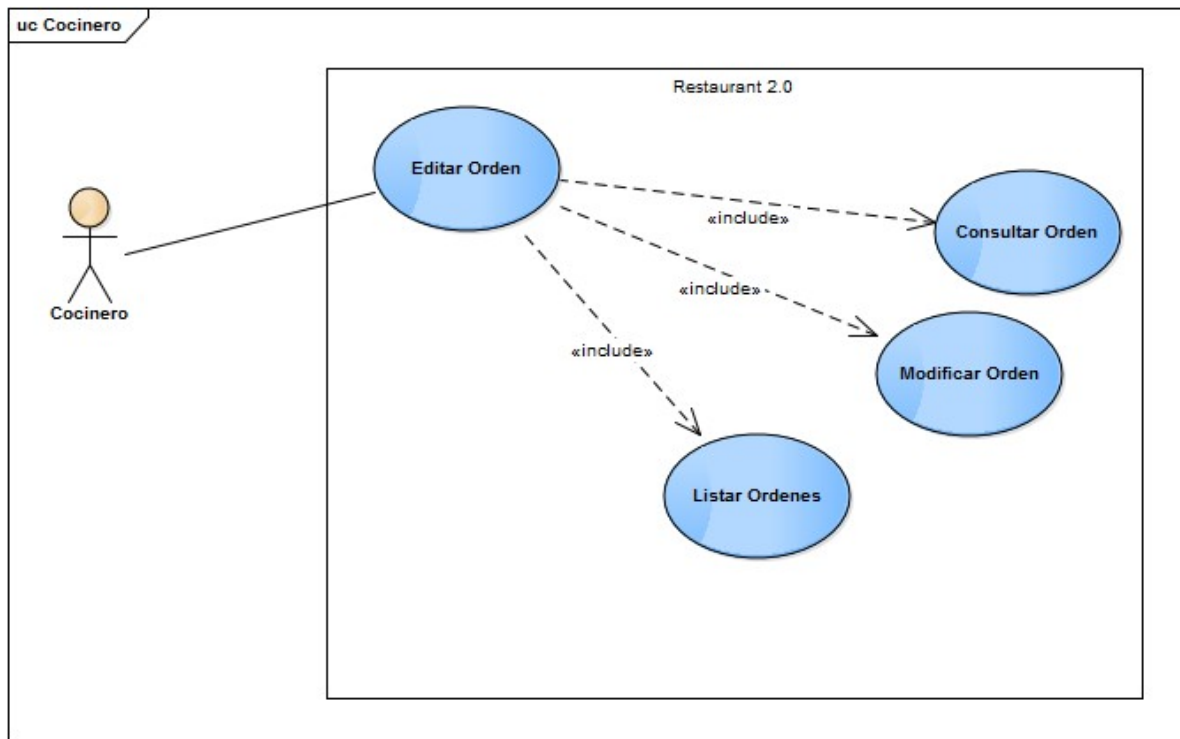 uc Cocinero
Restaurant 2.0
Editar Orden
«include»
Consultar Orden
«include»
Cocinero
«include»
Modificar Orden
Listar Ordenes